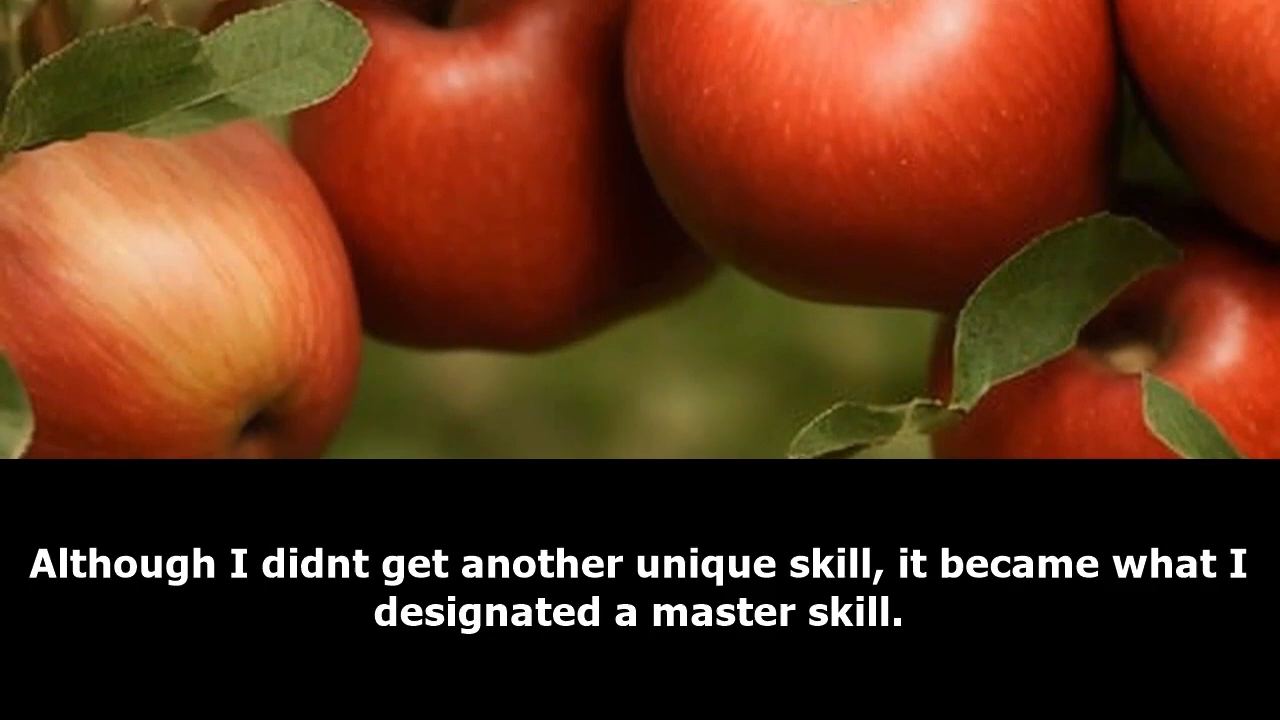 Although I didnt get another unique skill, it became what I
designated a master skill.